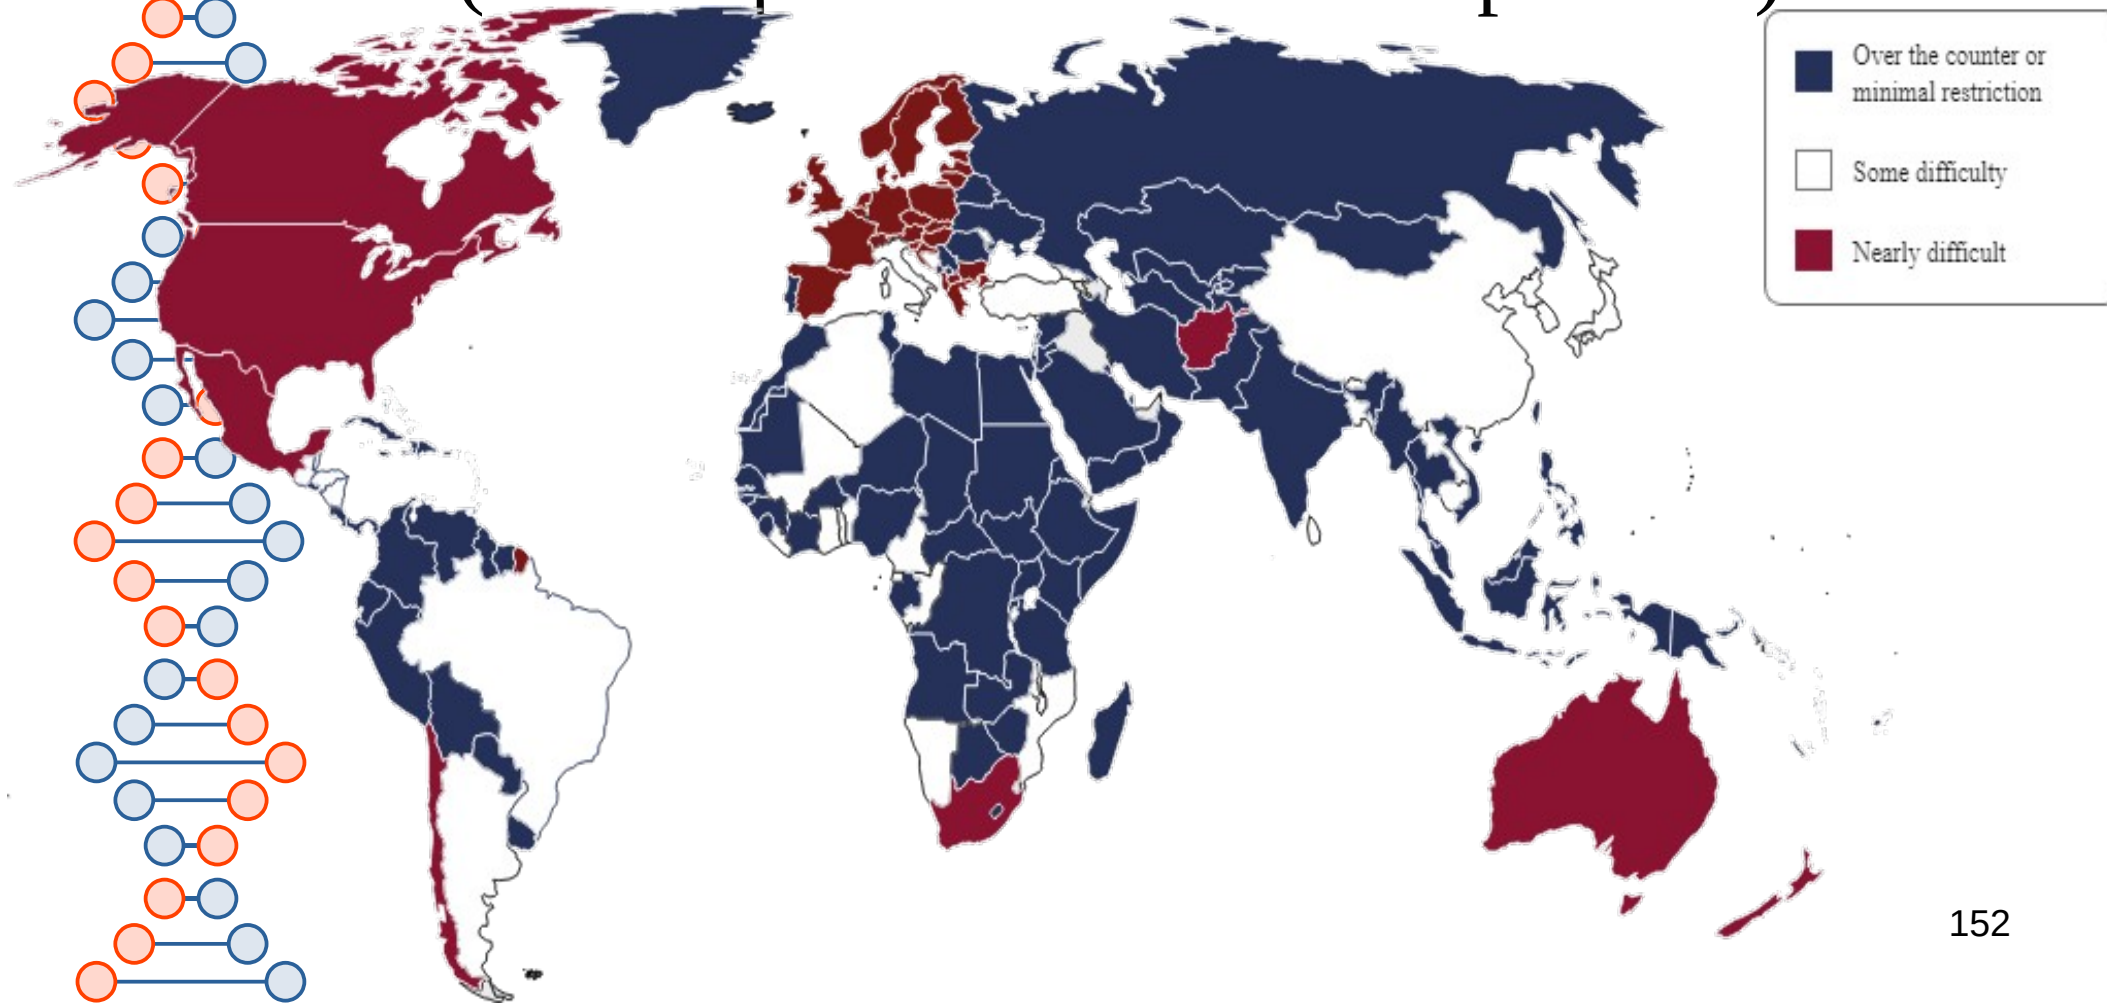 Over the counter or
minimal restriction
Some difficulty
Nearly difficult
152